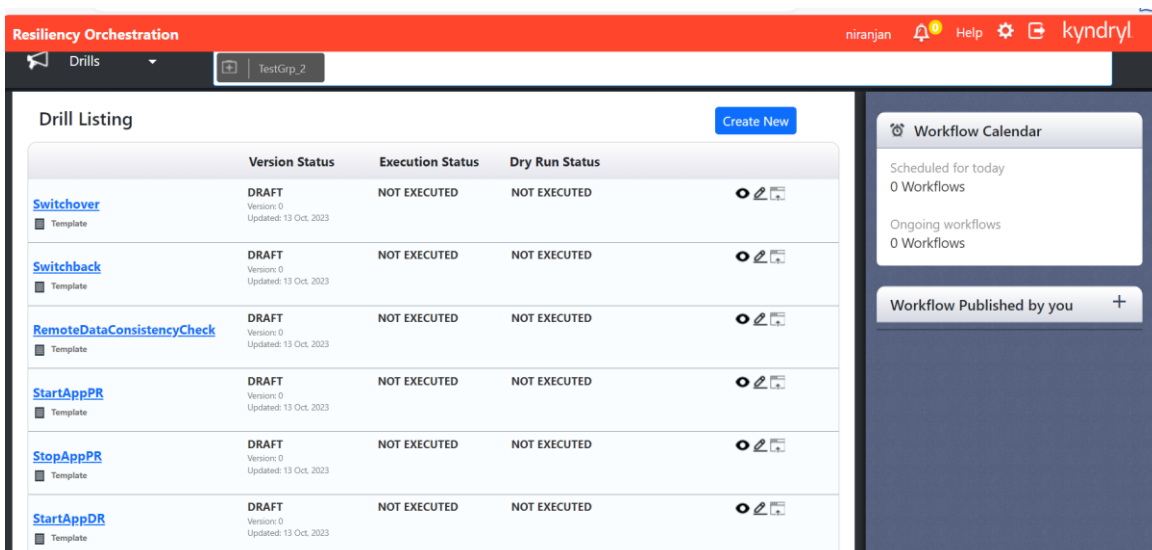 Resiliency Orchestration
niranjan 0 Help kyndryl
Drills TestGrp_2
Drill Listing
Create New
Version Status Execution Status Dry Run Status
Switchover
Template
DRAFT
Version: 0
Updated: 13 Oct, 2023
NOT EXECUTED NOT EXECUTED
Switchback
Template
DRAFT
Version: 0
Updated: 13 Oct, 2023
NOT EXECUTED NOT EXECUTED
RemoteDataConsistencyCheck
Template
DRAFT
Version: 0
Updated: 13 Oct, 2023
NOT EXECUTED NOT EXECUTED
StartAppPR
Template
DRAFT
Version: 0
Updated: 13 Oct, 2023
NOT EXECUTED NOT EXECUTED
StopAppPR
Template
DRAFT
Version: 0
Updated: 13 Oct, 2023
NOT EXECUTED NOT EXECUTED
StartAppDR
Template
DRAFT
Version: 0
Updated: 13 Oct, 2023
NOT EXECUTED NOT EXECUTED
Workflow Calendar
Scheduled for today
0 Workflows
Ongoing workflows
0 Workflows
Workflow Published by you +